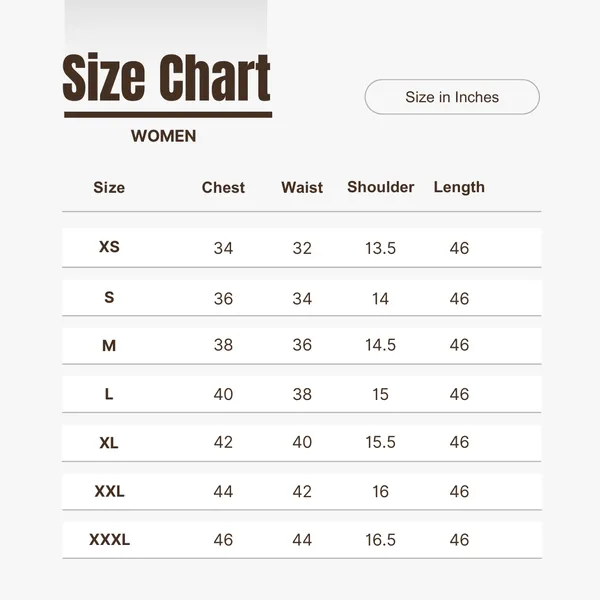 Size Chart
Size in Inches
WOMEN
Size Chest Waist Shoulder Length
XS 34 32 13.5 46
S 36 34 14 46
M 38 36 14.5 46
L 40 38 15 46
XL 42 40 15.5 46
XXL 44 42 16 46
XXXL 46 44 16.5 46